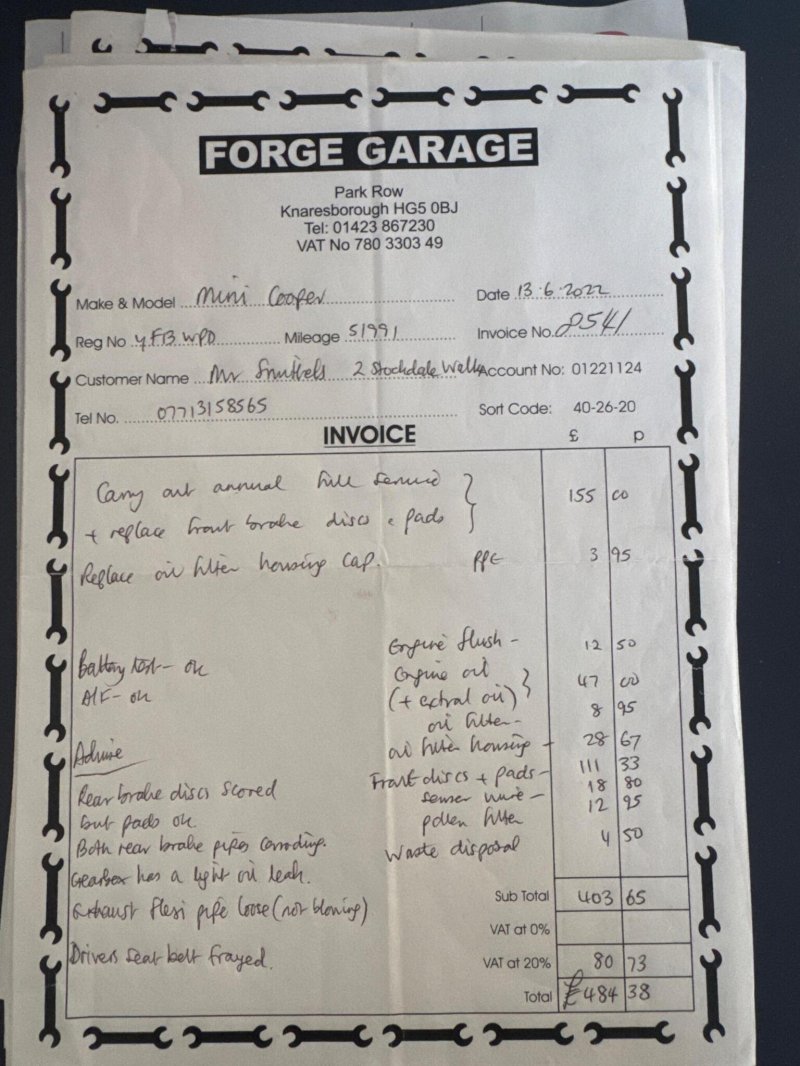 FORGE GARAGE
Park Row
Knaresborough HG5 0BJ
Tel: 01423 867230
VAT No 780 3303 49
Make & Model Mini Cooper Date 13.6.2022
Reg No YF13 WPD Mileage 51991 Invoice No. 8541
Customer Name Mr 2 Stockdale Walk Account No: 01221124
Tel No. 07713158565 Sort Code: 40-26-20
INVOICE £ p
Carry out annual full service 155 00
+ replace front brake discs & pads
Replace oil filter housing cap. PPE 3 95
Engine flush - 12 50
Battery test - ok Engine oil 47 00
A/F - ok (+ extral oil) 8 95
oil filter -
Advise oil filter housing - 28 67
Front discs + pads - 111 33
Rear brake discs scored senser wire - 18 80
but pads ok pollen filter 12 95
Both rear brake pipes corroding. Waste disposal 4 50
Gearbox has a light oil leak.
Exhaust flexi pipe loose (not blowing) Sub Total 403 65
VAT at 0%
Drivers seat belt frayed. VAT at 20% 80 73
Total £484 38